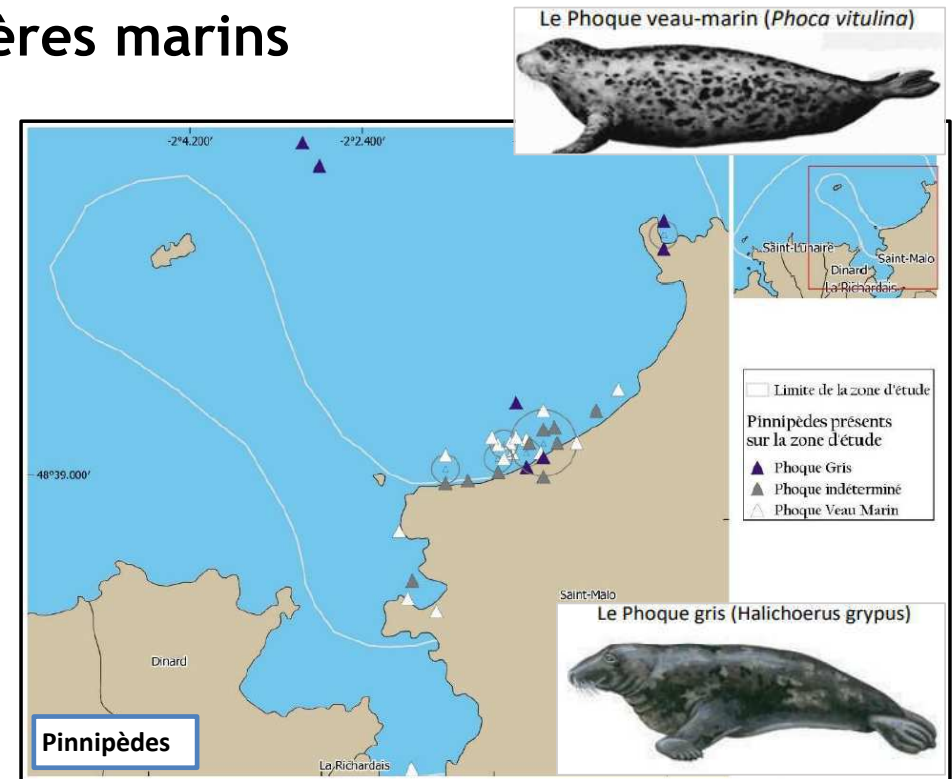 ères marins
Le Phoque veau-marin (Phoca vitulina)
-2°4.200'
-2°2.400'
Saint-Lunaire
Saint-Malo
Dinard
La Richardais
Limite de la zone d'étude
Pinnipèdes présents
sur la zone d'étude
Phoque Gris
Phoque indéterminé
Phoque Veau Marin
48°39.000'
Saint-Malo
Le Phoque gris (Halichoerus grypus)
Dinard
Pinnipèdes
La Richardais